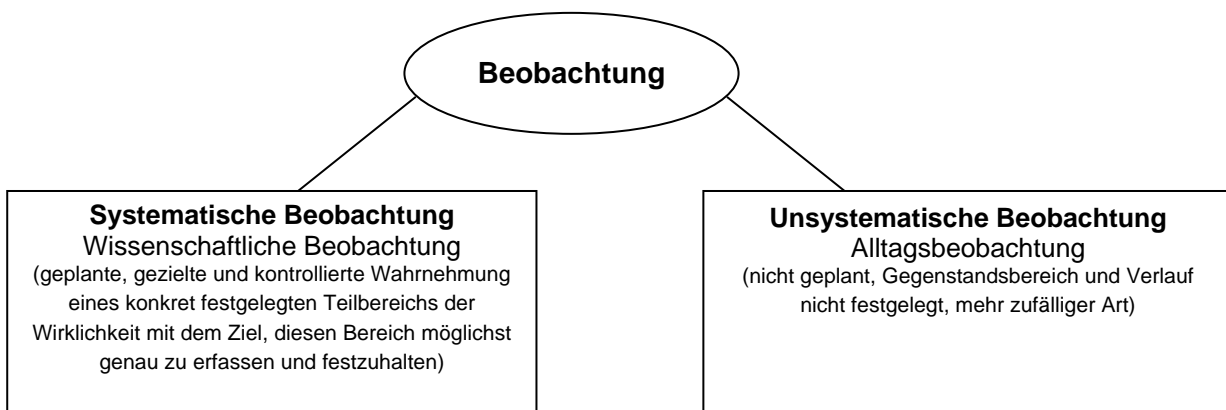 Beobachtung
Systematische Beobachtung
Wissenschaftliche Beobachtung
(geplante, gezielte und kontrollierte Wahrnehmung
eines konkret festgelegten Teilbereichs der
Wirklichkeit mit dem Ziel, diesen Bereich möglichst
genau zu erfassen und festzuhalten)
Unsystematische Beobachtung
Alltagsbeobachtung
(nicht geplant, Gegenstandsbereich und Verlauf
nicht festgelegt, mehr zufälliger Art)